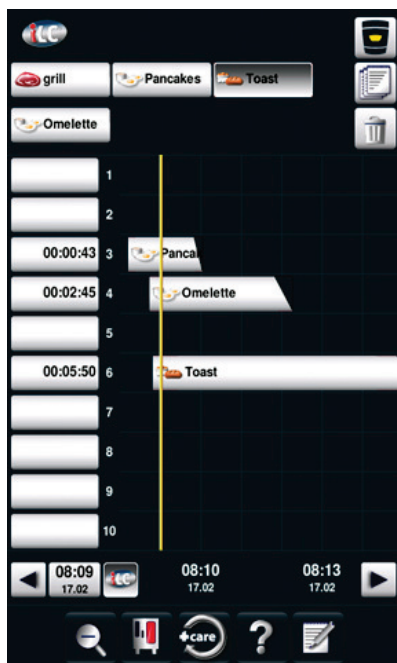 iLC
grill Pancakes Toast
Omelette
1
2
00:00:43 3 Pancal
00:02:45 4 Omelette
5
00:05:50 6 Toast
7
8
9
10
08:09 iLC 08:10 08:13
17.02 17.02 17.02
+care ?